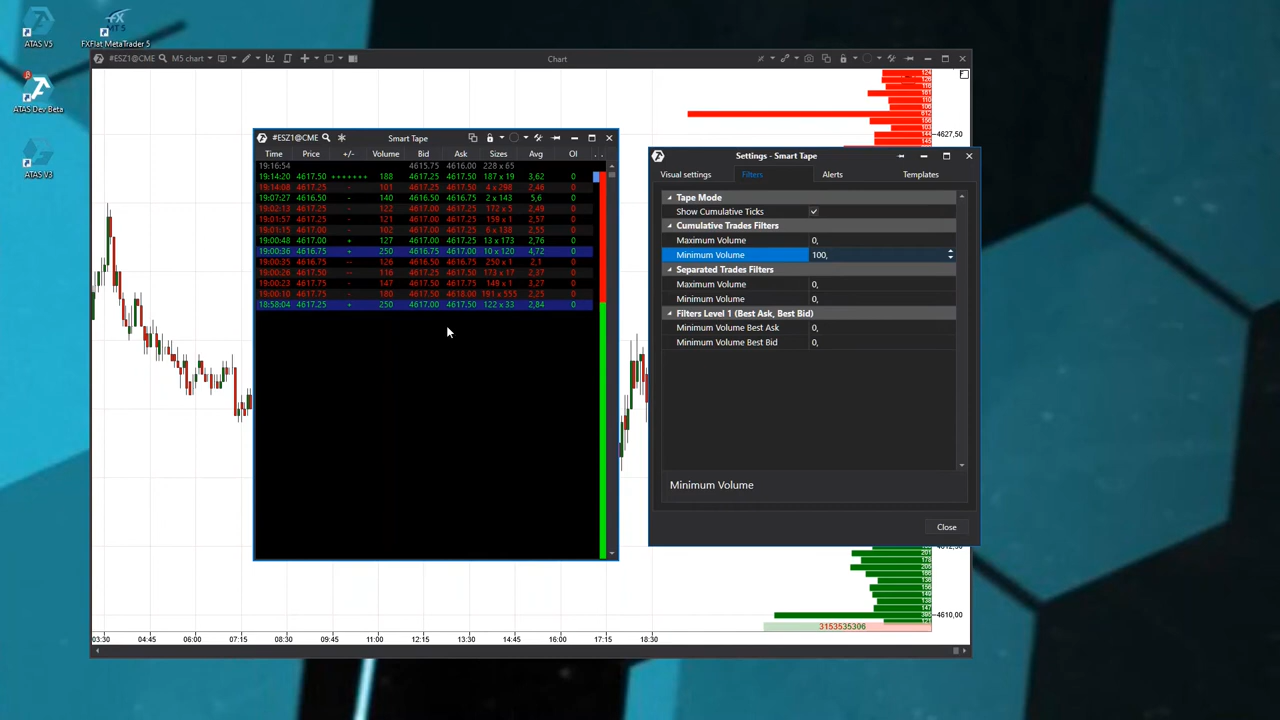 ATAS V5
FXFlat MetaTrader 5
ATAS Dev Beta
ATAS V3
#ESZ1@CME M5 chart Chart
4627,50
4610,00
3153535306
03:30 04:45 06:00 07:15 08:30 09:45 11:00 12:15 13:30 14:45 16:00 17:15 18:30
#ESZ1@CME Smart Tape
Time Price +/- Volume Bid Ask Sizes Avg OI
19:16:54 4615.75 4616.00 228 x 65
19:14:20 4617.50 +++++++ 188 4617.25 4617.50 187 x 19 3,62 0
19:14:08 4617.25 - 101 4617.25 4617.50 4 x 298 2,46 0
19:07:27 4616.50 - 140 4616.50 4616.75 2 x 143 5,6 0
19:02:13 4617.25 - 122 4617.00 4617.25 172 x 5 2,49 0
19:01:57 4617.25 - 121 4617.00 4617.25 159 x 1 2,57 0
19:01:15 4617.00 - 102 4617.00 4617.25 6 x 138 2,55 0
19:00:48 4617.00 + 127 4617.00 4617.25 13 x 173 2,76 0
19:00:36 4616.75 + 250 4616.75 4617.00 10 x 120 4,72 0
19:00:35 4616.75 -- 126 4616.50 4616.75 250 x 1 2,1 0
19:00:26 4617.50 -- 116 4617.25 4617.50 173 x 17 2,37 0
19:00:23 4617.75 -- 147 4617.50 4617.75 149 x 1 3,27 0
19:00:10 4617.75 - 180 4617.50 4618.00 191 x 555 2,25 0
18:58:04 4617.25 + 250 4617.00 4617.50 122 x 33 2,84 0
Settings - Smart Tape
Visual settings Filters Alerts Templates
Tape Mode
Show Cumulative Ticks
Cumulative Trades Filters
Maximum Volume 0,
Minimum Volume 100,
Separated Trades Filters
Maximum Volume 0,
Minimum Volume 0,
Filters Level 1 (Best Ask, Best Bid)
Minimum Volume Best Ask 0,
Minimum Volume Best Bid 0,
Minimum Volume
Close